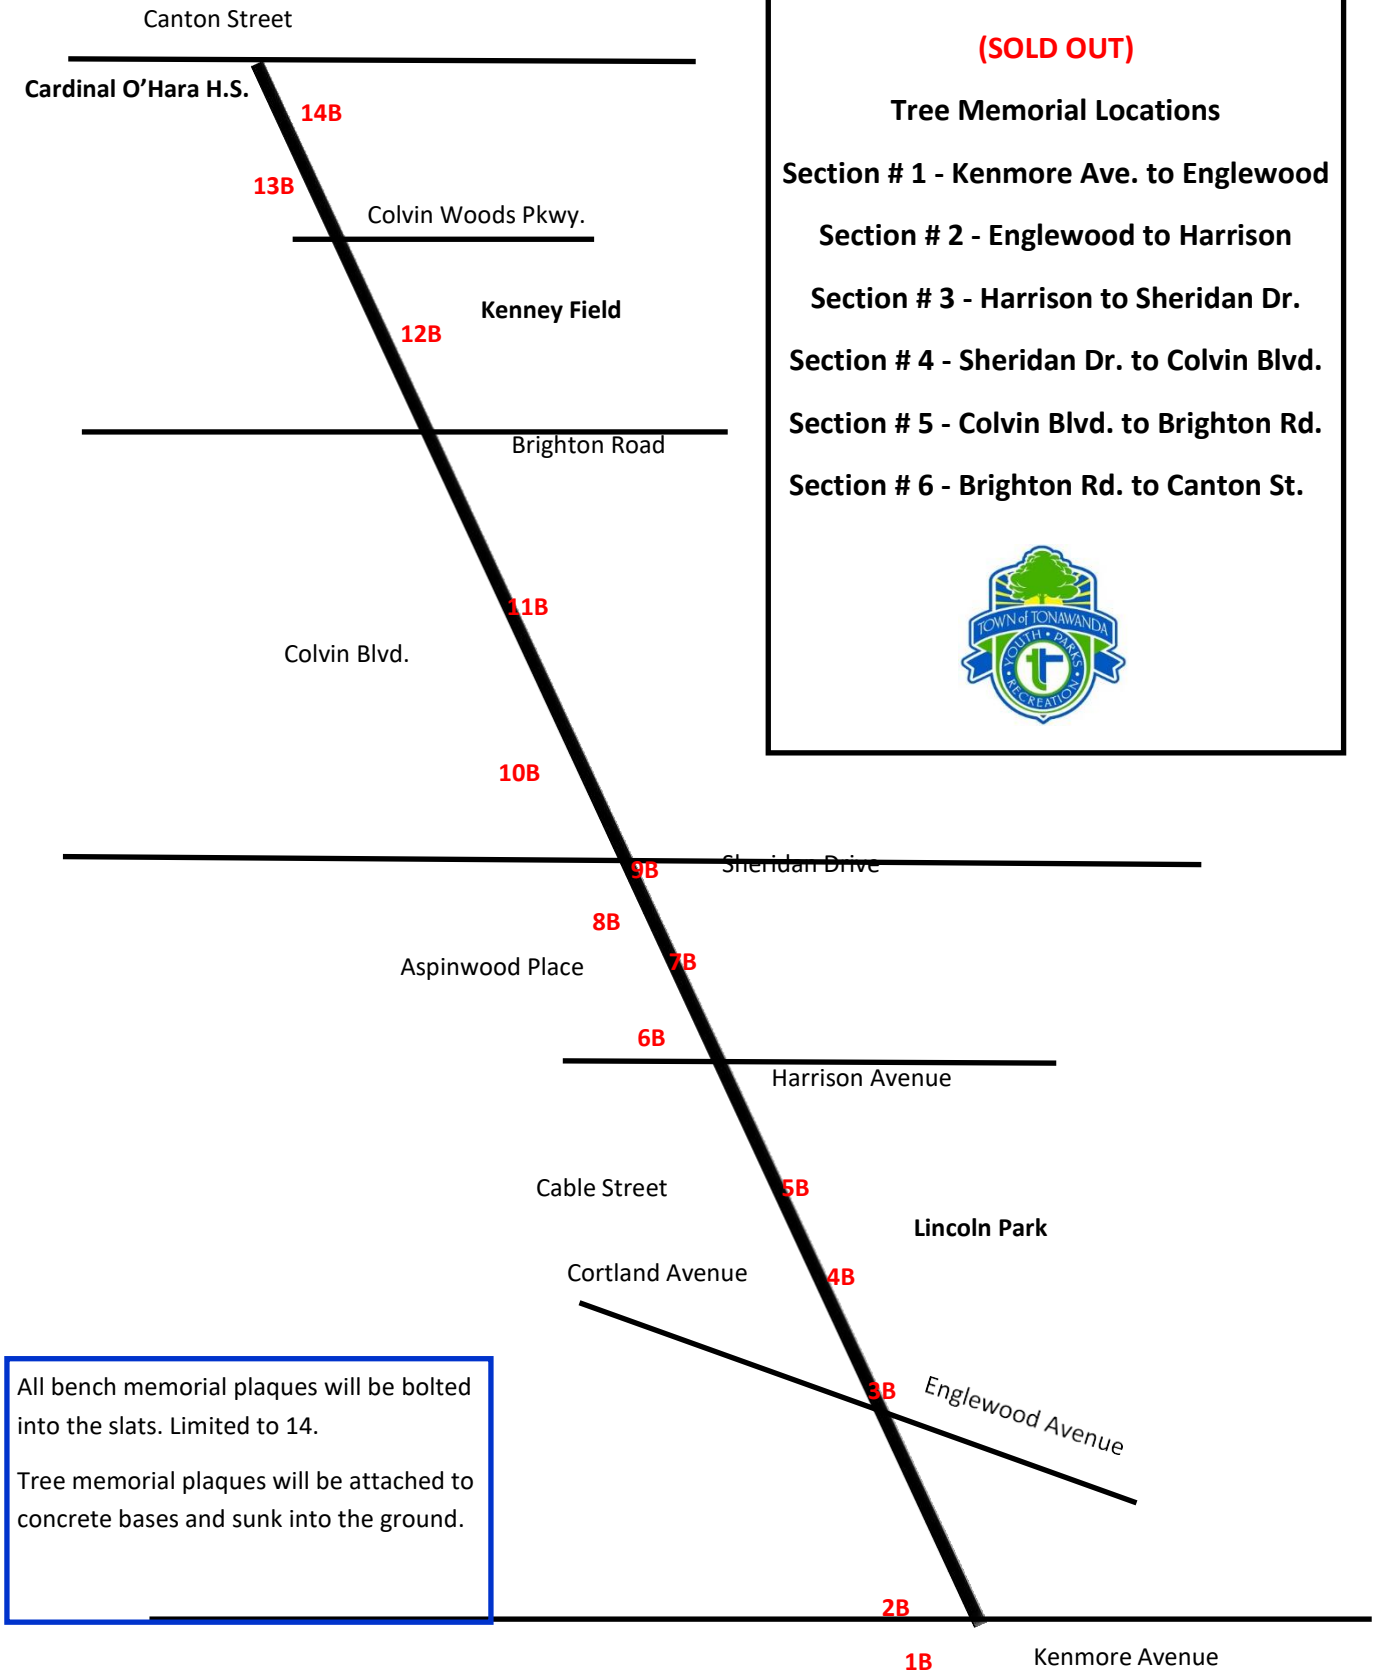 Canton Street
Cardinal O'Hara H.S.
14B
13B
Colvin Woods Pkwy.
Kenney Field
12B
Brighton Road
11B
Colvin Blvd.
10B
Sheridan Drive
9B
8B
Aspinwood Place
7B
6B
Harrison Avenue
Cable Street
5B
Lincoln Park
Cortland Avenue
4B
3B
Englewood Avenue
2B
1B
Kenmore Avenue
(SOLD OUT)
Tree Memorial Locations
Section # 1 - Kenmore Ave. to Englewood
Section # 2 - Englewood to Harrison
Section # 3 - Harrison to Sheridan Dr.
Section # 4 - Sheridan Dr. to Colvin Blvd.
Section # 5 - Colvin Blvd. to Brighton Rd.
Section # 6 - Brighton Rd. to Canton St.
TOWN of TONAWANDA
YOUTH • PARKS • RECREATION •
tt
All bench memorial plaques will be bolted
into the slats. Limited to 14.
Tree memorial plaques will be attached to
concrete bases and sunk into the ground.